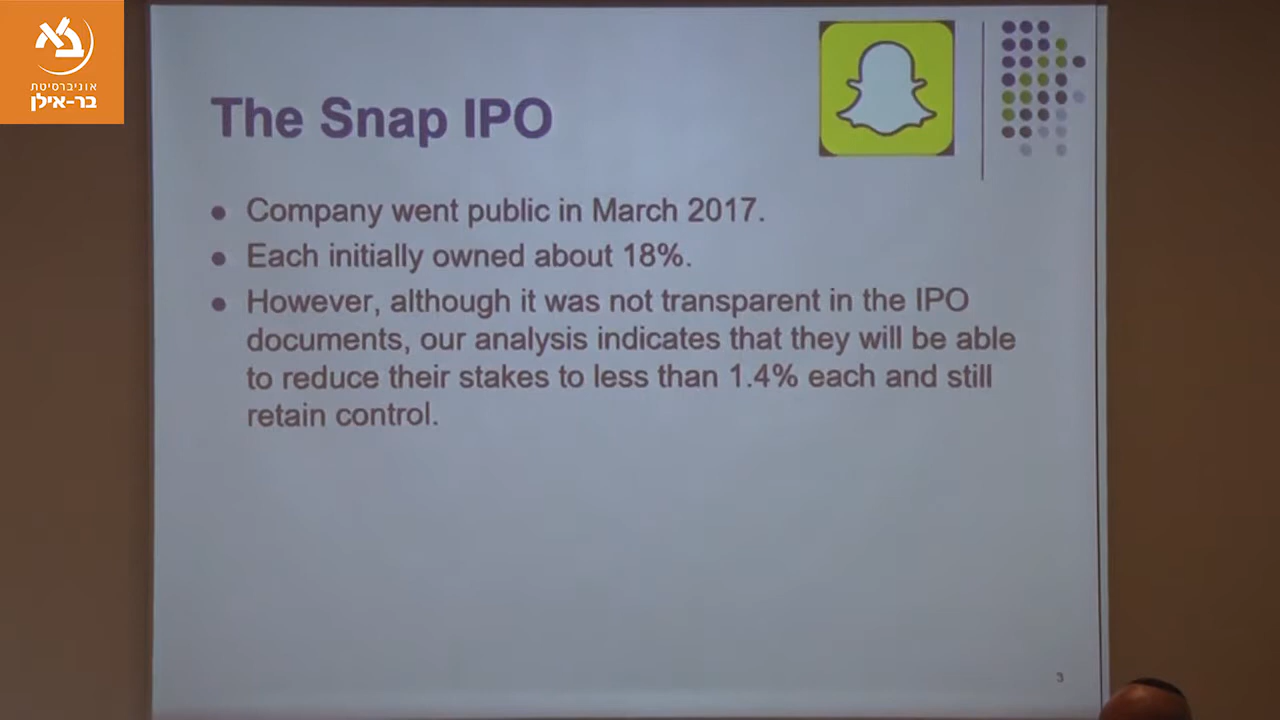 אוניברסיטת
בר-אילן
The Snap IPO
● Company went public in March 2017.
● Each initially owned about 18%.
● However, although it was not transparent in the IPO
documents, our analysis indicates that they will be able
to reduce their stakes to less than 1.4% each and still
retain control.
3